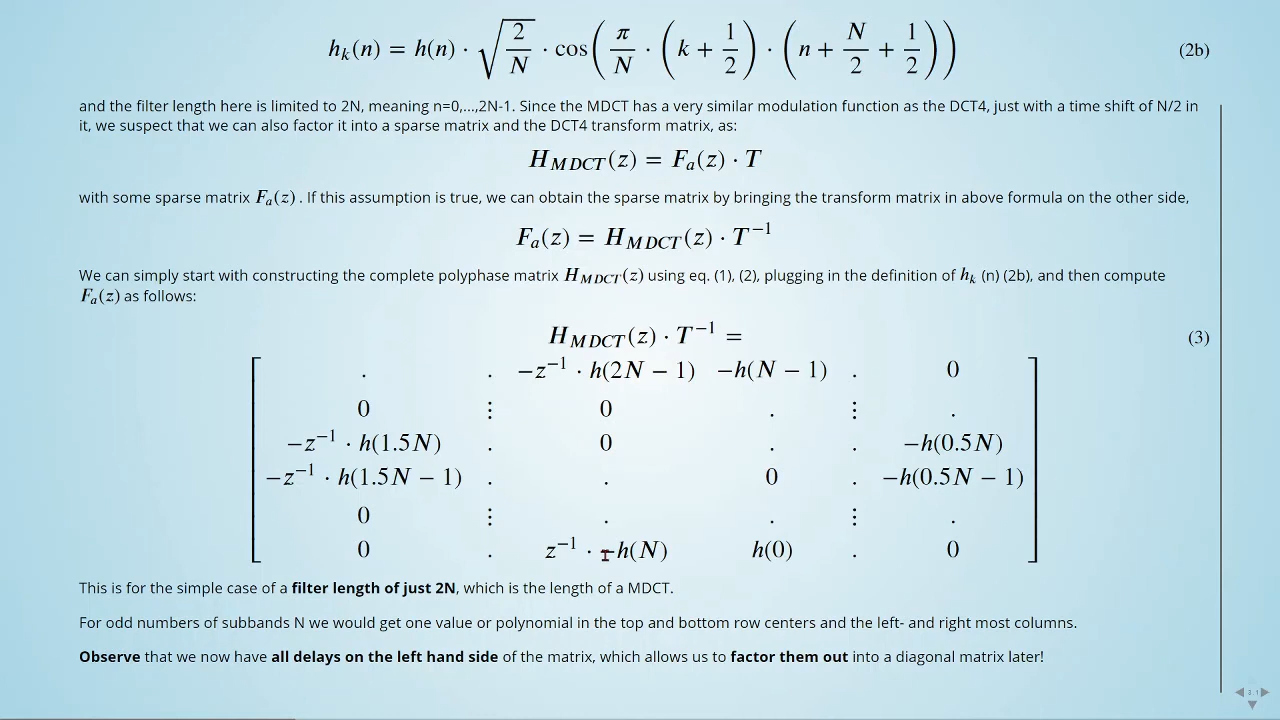 h_k(n) = h(n) · √(2/N) · cos(π/N · (k + 1/2) · (n + N/2 + 1/2)) (2b)
and the filter length here is limited to 2N, meaning n=0,...,2N-1. Since the MDCT has a very similar modulation function as the DCT4, just with a time shift of N/2 in
it, we suspect that we can also factor it into a sparse matrix and the DCT4 transform matrix, as:
H_MDCT(z) = F_a(z) · T
with some sparse matrix F_a(z) . If this assumption is true, we can obtain the sparse matrix by bringing the transform matrix in above formula on the other side,
F_a(z) = H_MDCT(z) · T^−1
We can simply start with constructing the complete polyphase matrix H_MDCT(z) using eq. (1), (2), plugging in the definition of h_k (n) (2b), and then compute
F_a(z) as follows:
H_MDCT(z) · T^−1 = (3)
. . −z^−1 · h(2N − 1) −h(N − 1) . 0
0 ⋮ 0 . ⋮ .
−z^−1 · h(1.5N) . 0 . . −h(0.5N)
−z^−1 · h(1.5N − 1) . . 0 . −h(0.5N − 1)
0 ⋮ . . ⋮ .
0 . z^−1 · −h(N) h(0) . 0
This is for the simple case of a filter length of just 2N, which is the length of a MDCT.
For odd numbers of subbands N we would get one value or polynomial in the top and bottom row centers and the left- and right most columns.
Observe that we now have all delays on the left hand side of the matrix, which allows us to factor them out into a diagonal matrix later!
3.1